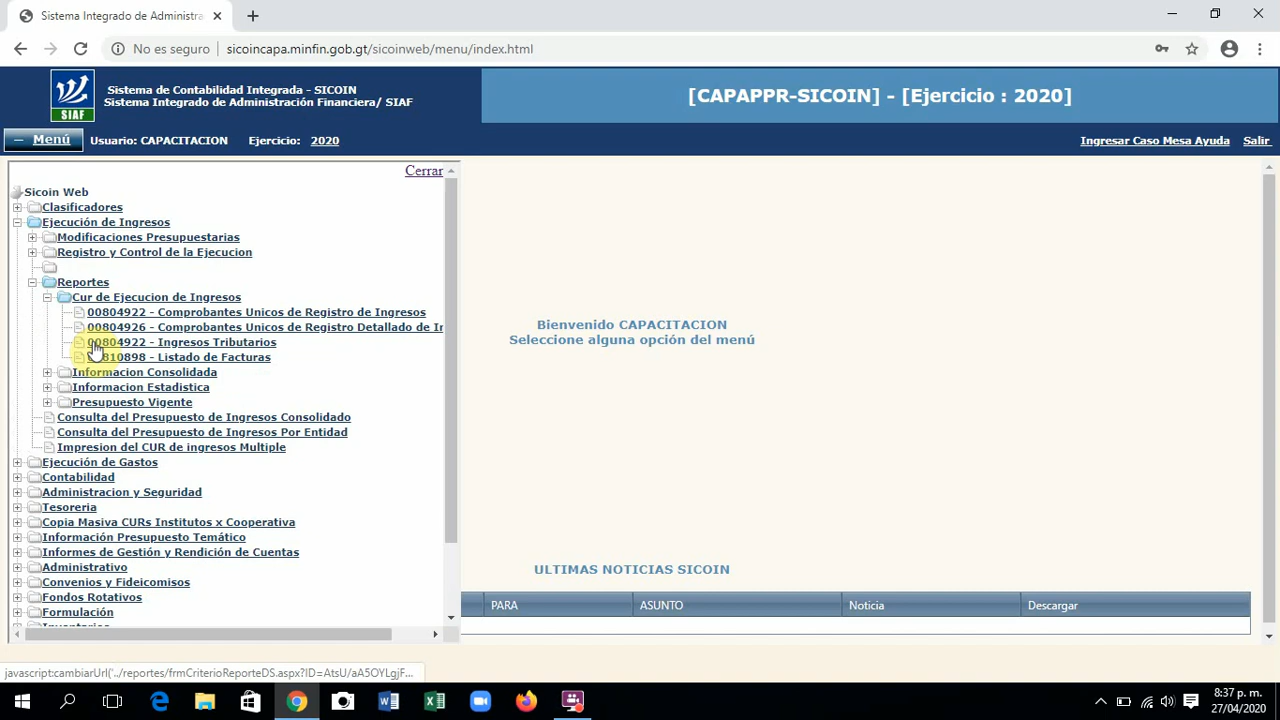 Sistema Integrado de Administra
No es seguro
sicoincapa.minfin.gob.gt/sicoinweb/menu/index.html
SIAF
Sistema de Contabilidad Integrada - SICOIN
Sistema Integrado de Administración Financiera/ SIAF
[CAPAPPR-SICOIN] - [Ejercicio : 2020]
Menú
Usuario: CAPACITACION
Ejercicio: 2020
Ingresar Caso Mesa Ayuda
Salir
Cerrar
Sicoin Web
Clasificadores
Ejecución de Ingresos
Modificaciones Presupuestarias
Registro y Control de la Ejecucion
Reportes
Cur de Ejecucion de Ingresos
00804922 - Comprobantes Unicos de Registro de Ingresos
00804926 - Comprobantes Unicos de Registro Detallado de Ir
00804922 - Ingresos Tributarios
810898 - Listado de Facturas
Informacion Consolidada
Informacion Estadistica
Presupuesto Vigente
Consulta del Presupuesto de Ingresos Consolidado
Consulta del Presupuesto de Ingresos Por Entidad
Impresion del CUR de ingresos Multiple
Ejecución de Gastos
Contabilidad
Administracion y Seguridad
Tesoreria
Copia Masiva CURs Institutos x Cooperativa
Información Presupuesto Temático
Informes de Gestión y Rendición de Cuentas
Administrativo
Convenios y Fideicomisos
Fondos Rotativos
Formulación
Bienvenido CAPACITACION
Seleccione alguna opción del menú
ULTIMAS NOTICIAS SICOIN
PARA
ASUNTO
Noticia
Descargar
javascript:cambiarUrl('../reportes/frmCriterioReporteDS.aspx?ID=AtsU/aA5OYLgjF...
8:37 p. m.
27/04/2020